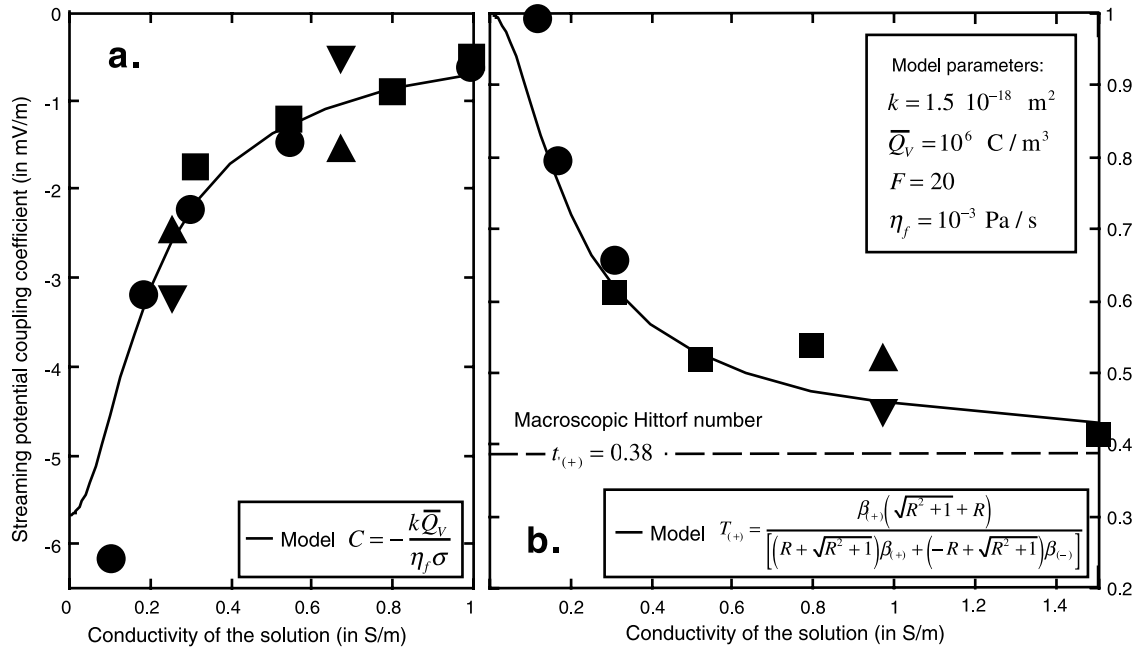 a.
Streaming potential coupling coefficient (in mV/m)
0
-1
-2
-3
-4
-5
-6
Model C = - k Q̅_V / η_f σ
0 0.2 0.4 0.6 0.8 1
Conductivity of the solution (in S/m)
b.
Model parameters:
k = 1.5 10⁻¹⁸ m²
Q̅_V = 10⁶ C / m³
F = 20
η_f = 10⁻³ Pa / s
Macroscopic Hittorf number
t_(+) = 0.38
Model T_(+) = β_(+)(√(R²+1) + R) / [(R + √(R²+1))β_(+) + (-R + √(R²+1))β_(-)]
1
0.9
0.8
0.7
0.6
0.5
0.4
0.3
0.2
0.2 0.4 0.6 0.8 1 1.2 1.4
Conductivity of the solution (in S/m)